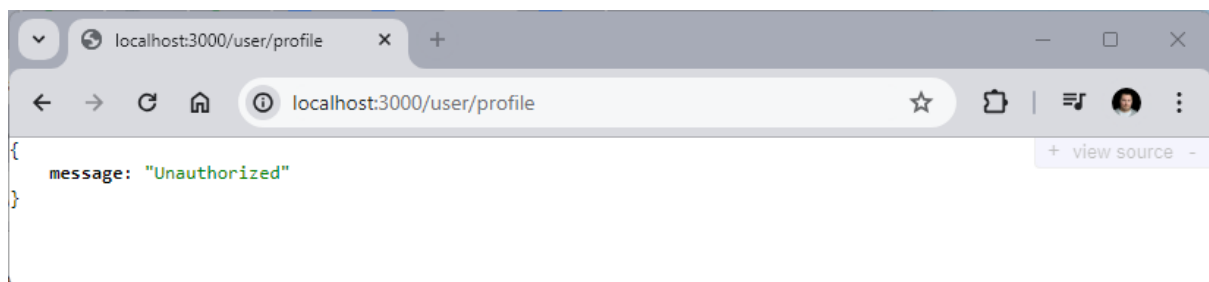 localhost:3000/user/profile
localhost:3000/user/profile
{
+ view source -
message: "Unauthorized"
}